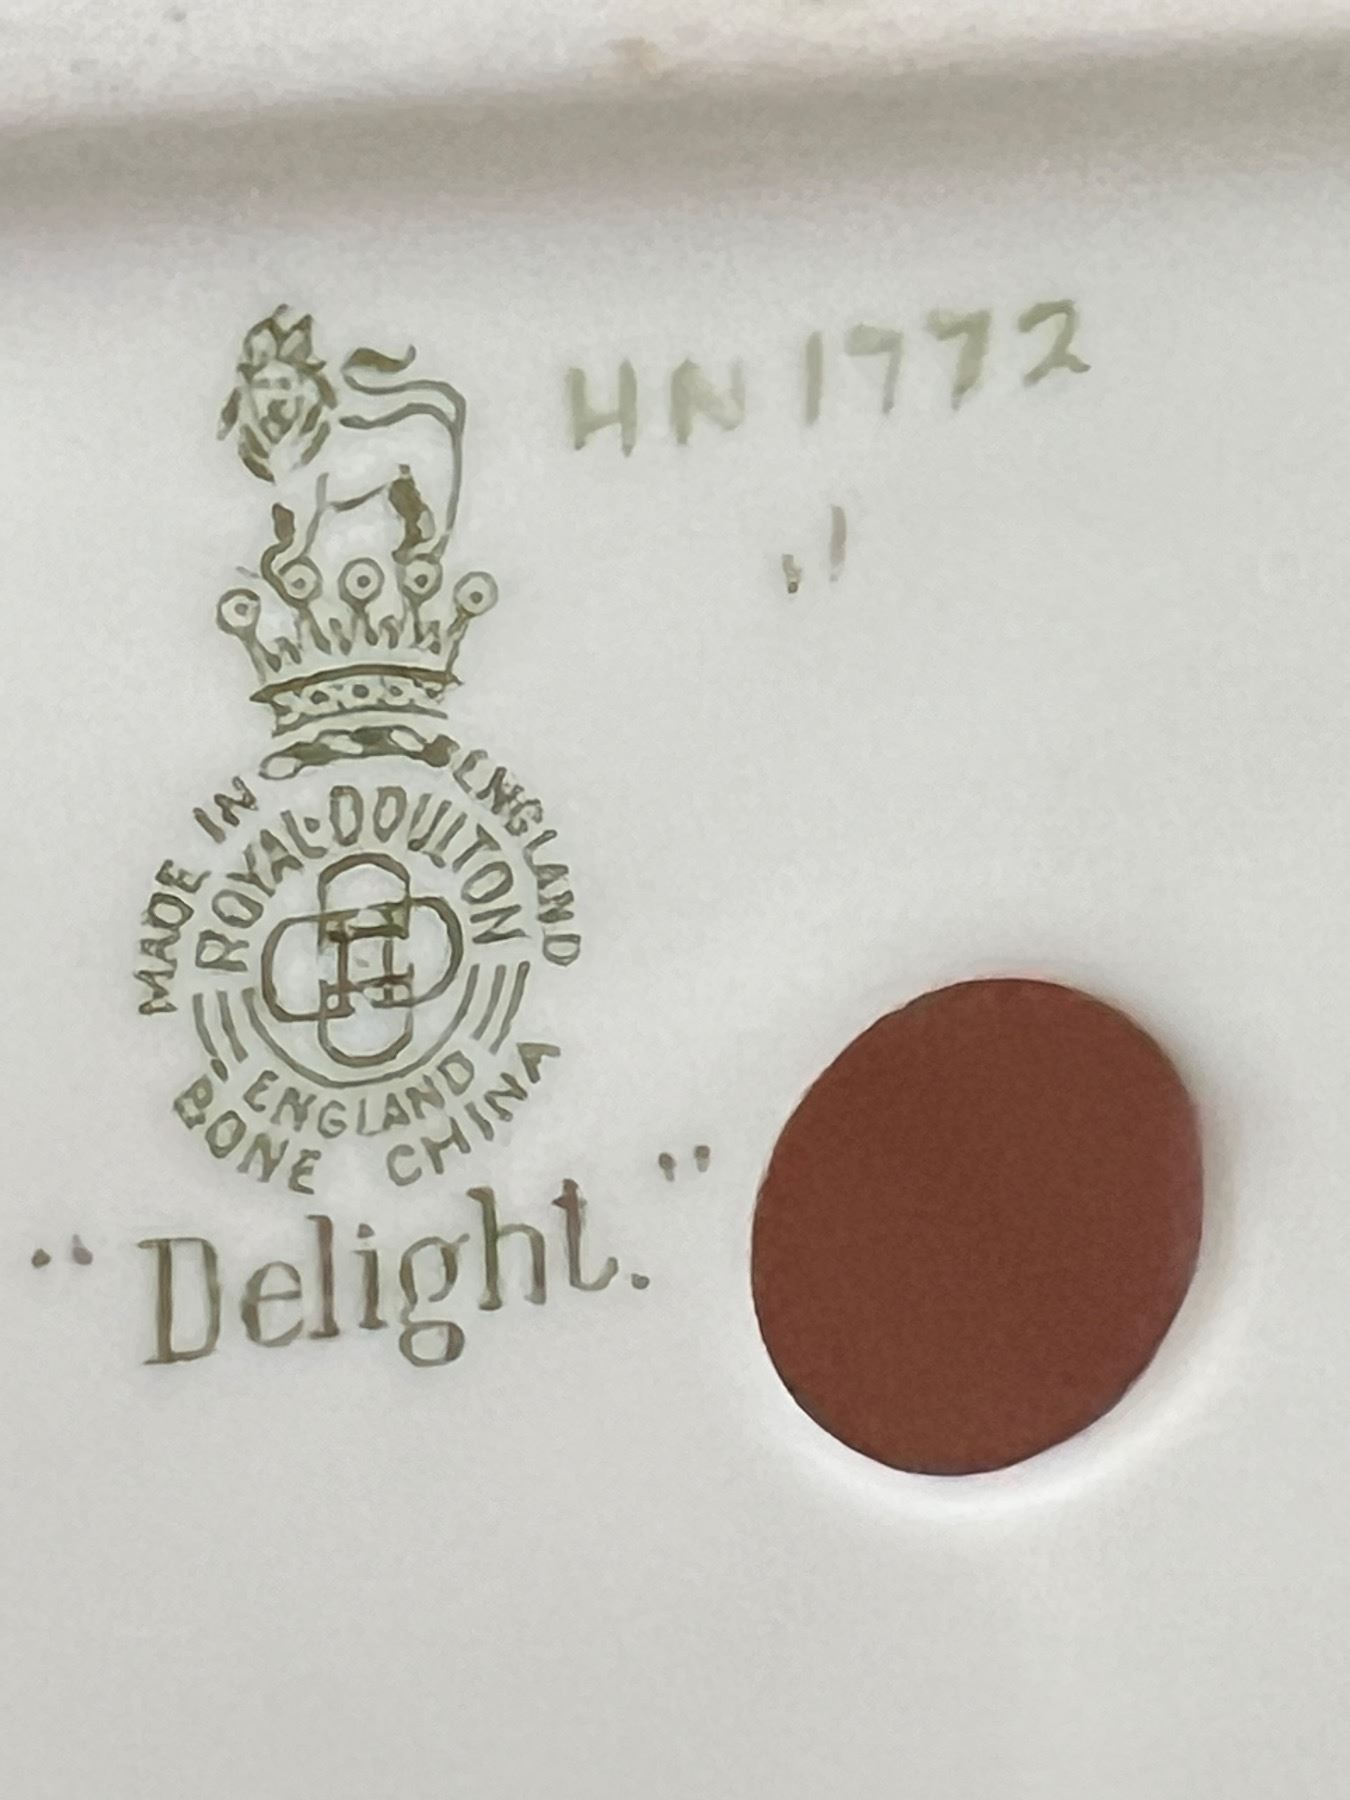 HN 1772
MADE IN ENGLAND
ROYAL·DOULTON
ENGLAND
BONE CHINA
"Delight."